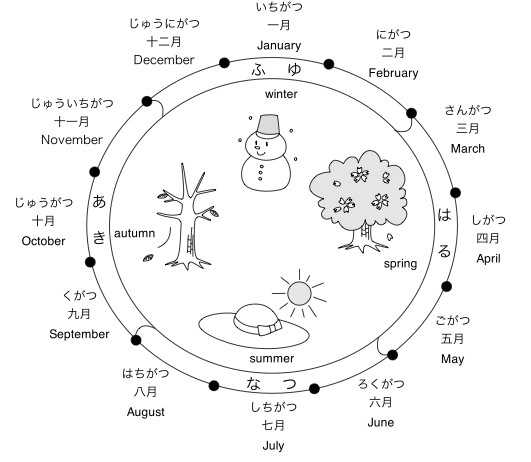 いちがつ
一月
January
にがつ
二月
February
さんがつ
三月
March
しがつ
四月
April
ごがつ
五月
May
ろくがつ
六月
June
しちがつ
七月
July
はちがつ
八月
August
くがつ
九月
September
じゅうがつ
十月
October
じゅういちがつ
十一月
November
じゅうにがつ
十二月
December
ふゆ
winter
はる
spring
なつ
summer
あき
autumn